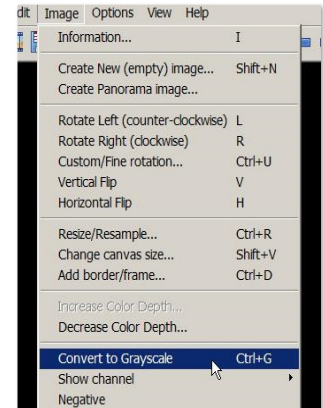 dit Image Options View Help
Information... I
Create New (empty) image... Shift+N
Create Panorama image...
Rotate Left (counter-clockwise) L
Rotate Right (clockwise) R
Custom/Fine rotation... Ctrl+U
Vertical Flip V
Horizontal Flip H
Resize/Resample... Ctrl+R
Change canvas size... Shift+V
Add border/frame... Ctrl+D
Increase Color Depth...
Decrease Color Depth...
Convert to Grayscale Ctrl+G
Show channel
Negative